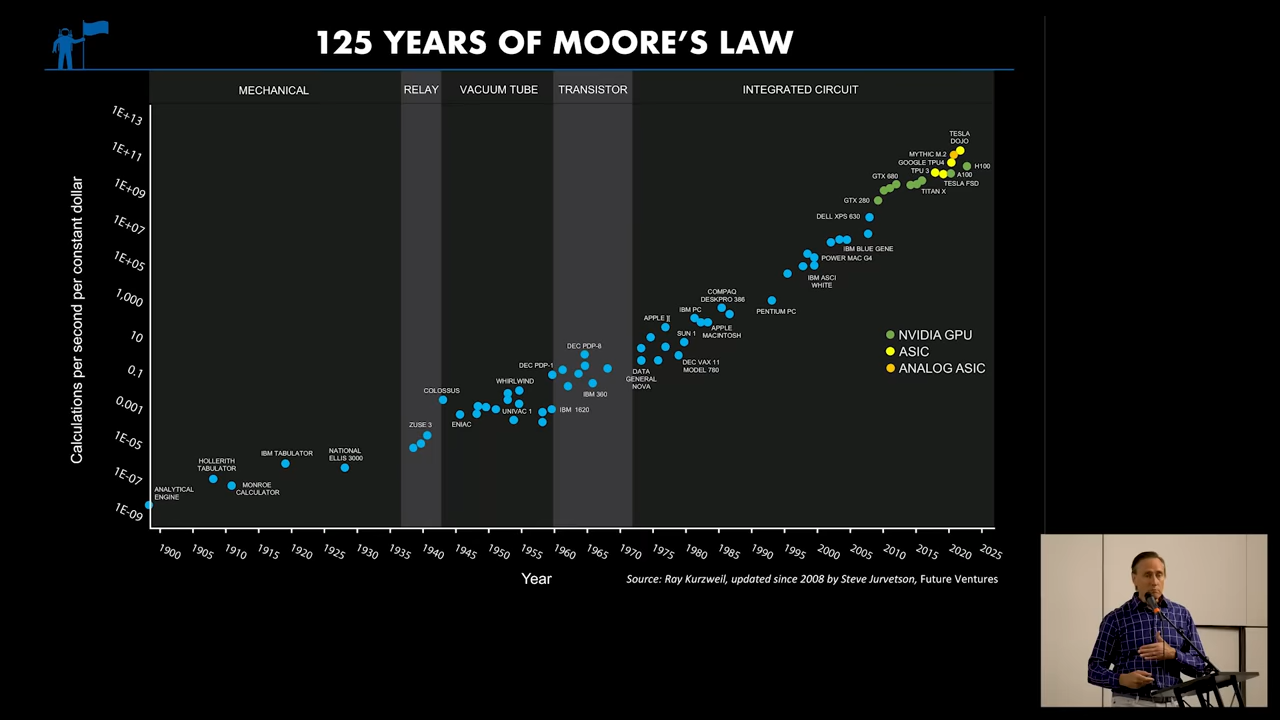 125 YEARS OF MOORE'S LAW
MECHANICAL
RELAY
VACUUM TUBE
TRANSISTOR
INTEGRATED CIRCUIT
Calculations per second per constant dollar
1E+13
1E+11
1E+09
1E+07
1E+05
1,000
10
0.1
0.001
1E-05
1E-07
1E-09
ANALYTICAL
ENGINE
HOLLERITH
TABULATOR
MONROE
CALCULATOR
IBM TABULATOR
NATIONAL
ELLIS 3000
ZUSE 3
COLOSSUS
ENIAC
WHIRLWIND
UNIVAC 1
DEC PDP-1
DEC PDP-8
IBM 1620
IBM 360
DATA
GENERAL
NOVA
APPLE ][
DEC VAX 11
MODEL 780
SUN 1
IBM PC
COMPAQ
DESKPRO 386
APPLE
MACINTOSH
PENTIUM PC
IBM ASCI
WHITE
POWER MAC G4
IBM BLUE GENE
DELL XPS 630
GTX 280
GTX 680
TITAN X
TPU 3
GOOGLE TPU4
MYTHIC M.2
TESLA
DOJO
H100
A100
TESLA FSD
NVIDIA GPU
ASIC
ANALOG ASIC
1900
1905
1910
1915
1920
1925
1930
1935
1940
1945
1950
1955
1960
1965
1970
1975
1980
1985
1990
1995
2000
2005
2010
2015
2020
2025
Year
Source: Ray Kurzweil, updated since 2008 by Steve Jurvetson, Future Ventures